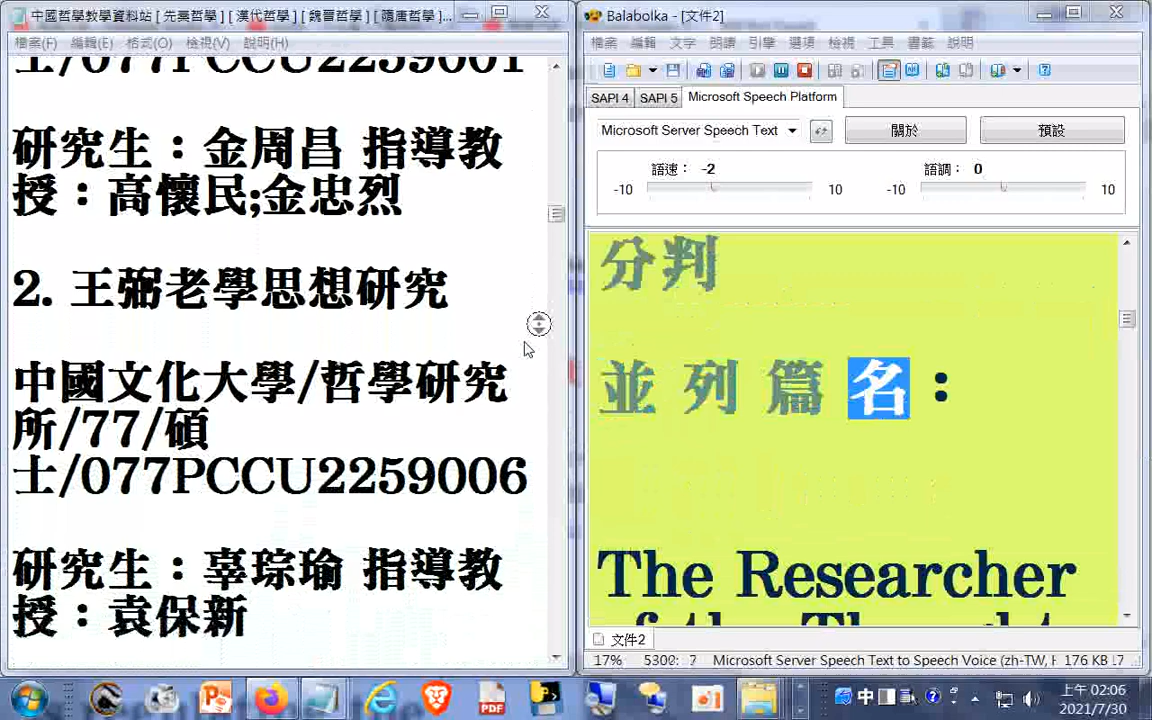 中國哲學教學資料站 [ 先秦哲學 ] [ 漢代哲學 ] [ 魏晉哲學 ] [ 隋唐哲學 ]...
檔案(F) 編輯(E) 格式(O) 檢視(V) 說明(H)
士/077PCCU2259001
研究生：金周昌 指導教
授：高懷民;金忠烈
2. 王弼老學思想研究
中國文化大學/哲學研究
所/77/碩
士/077PCCU2259006
研究生：辜琮瑜 指導教
授：袁保新
Balabolka - [文件2]
檔案 編輯 文字 朗讀 引擎 選項 檢視 工具 書籤 說明
SAPI 4 SAPI 5 Microsoft Speech Platform
Microsoft Server Speech Text 關於 預設
語速： -2 語調： 0
-10 10 -10 10
分判
並 列 篇 名：
The Researcher
of the Thought
文件2
17% 5300: 7 Microsoft Server Speech Text to Speech Voice (zh-TW, H 176 KB
中
上午 02:06
2021/7/30